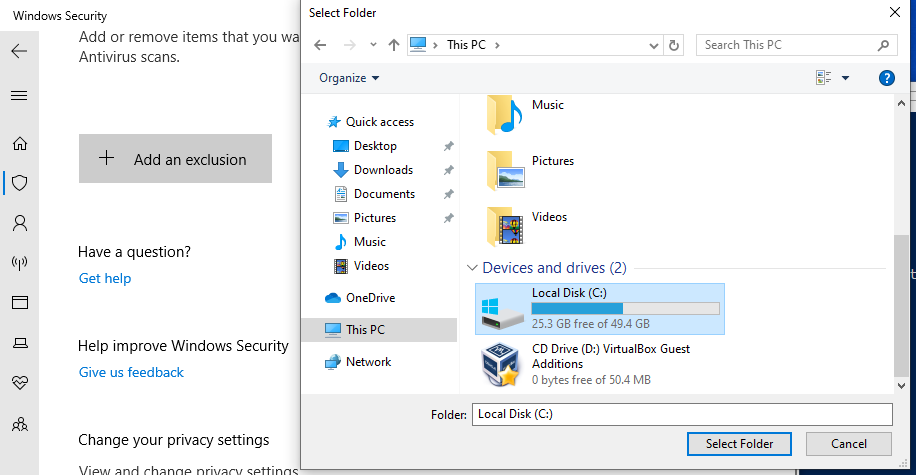 Windows Security
Add or remove items that you wa
Antivirus scans.
Add an exclusion
Have a question?
Get help
Help improve Windows Security
Give us feedback
Change your privacy settings
View and change privacy settings
Select Folder
This PC
Search This PC
Organize
Quick access
Desktop
Downloads
Documents
Pictures
Music
Videos
OneDrive
This PC
Network
Music
Pictures
Videos
Devices and drives (2)
Local Disk (C:)
25.3 GB free of 49.4 GB
CD Drive (D:) VirtualBox Guest
Additions
0 bytes free of 50.4 MB
Folder: Local Disk (C:)
Select Folder
Cancel